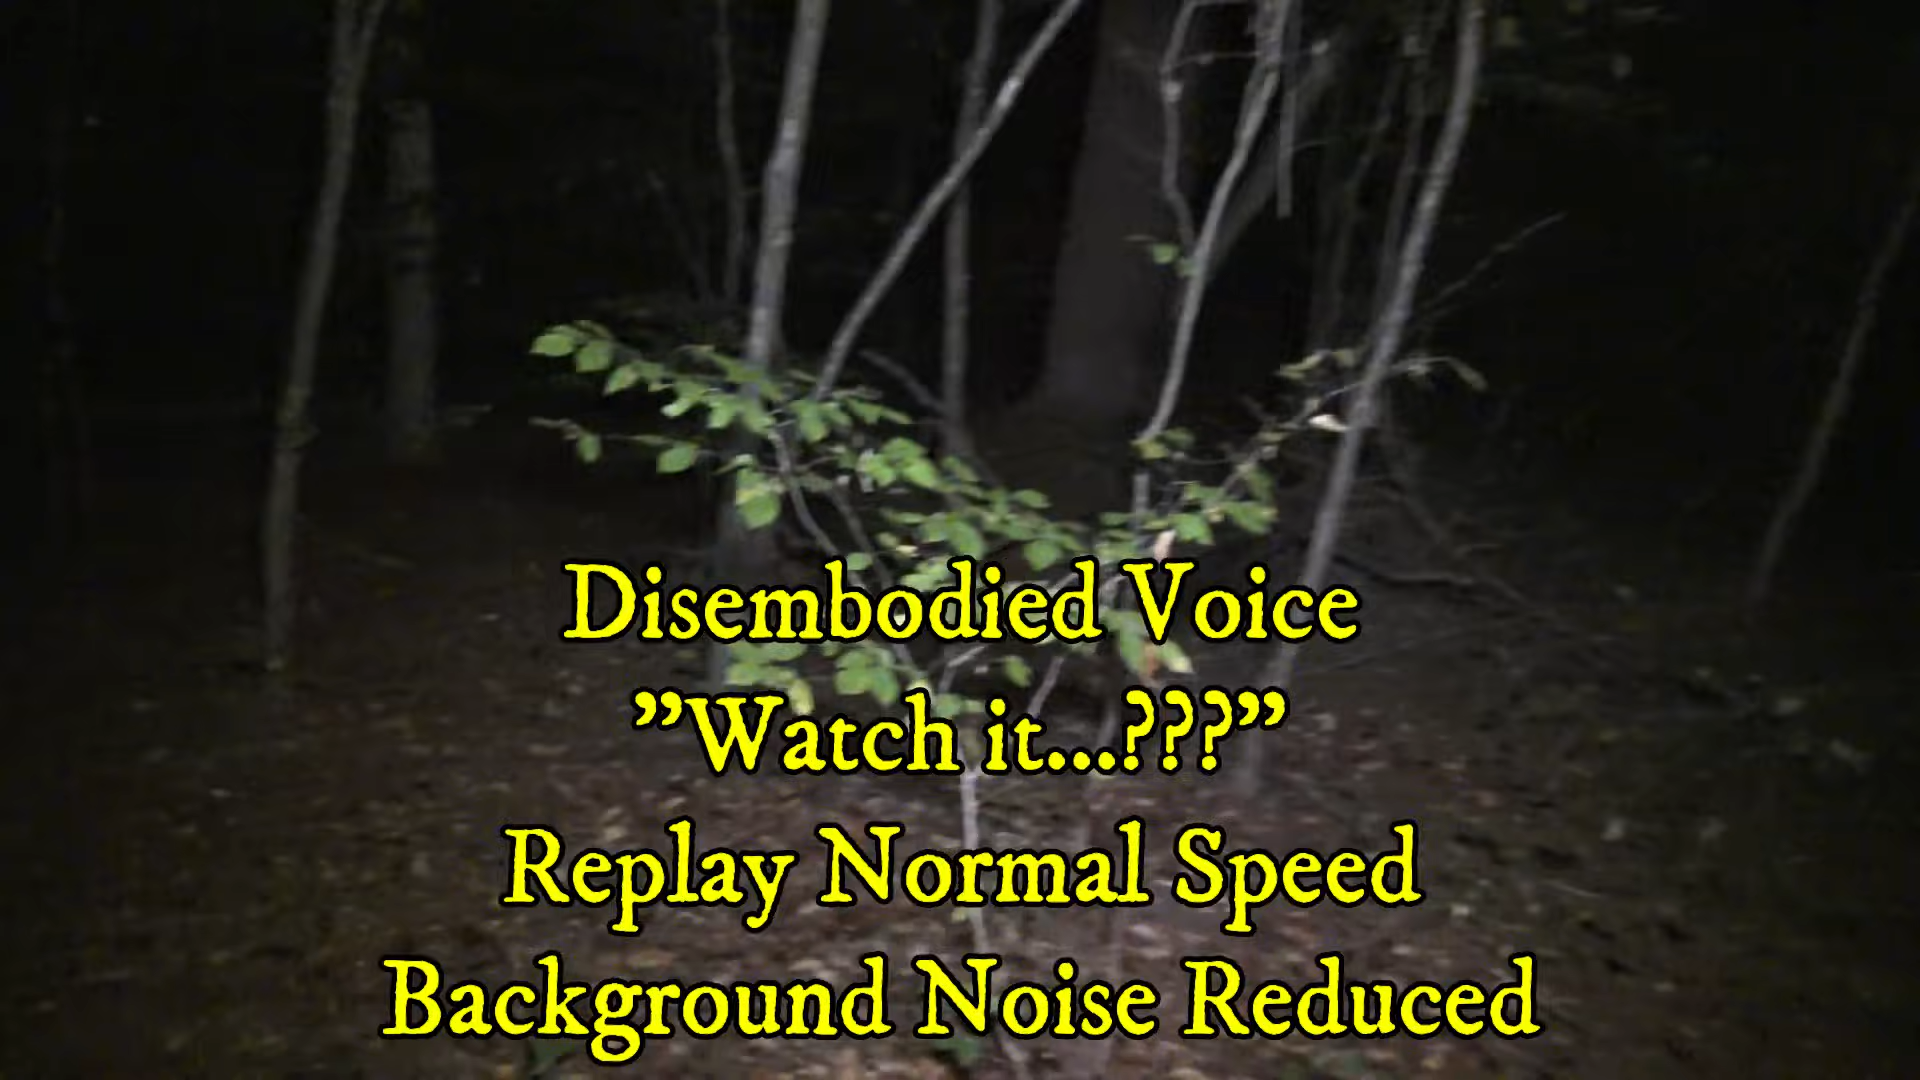 Disembodied Voice
”Watch it...???”
Replay Normal Speed
Background Noise Reduced